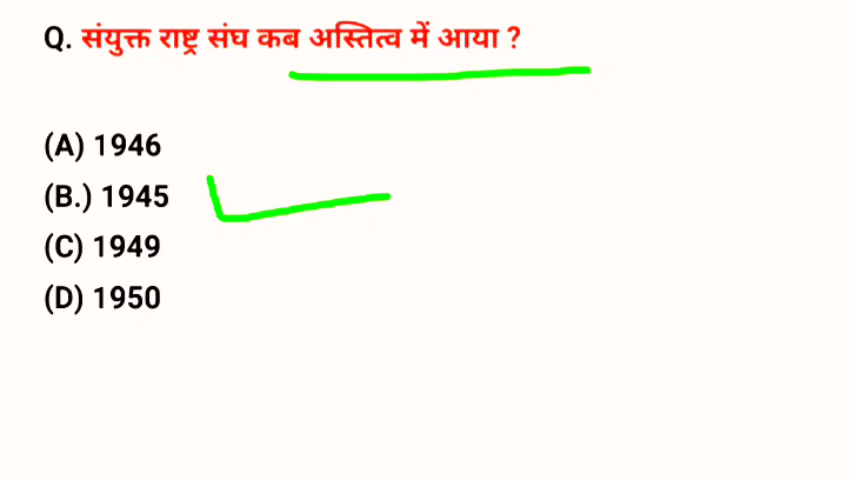 Q. संयुक्त राष्ट्र संघ कब अस्तित्व में आया ?
(A) 1946
(B.) 1945
(C) 1949
(D) 1950